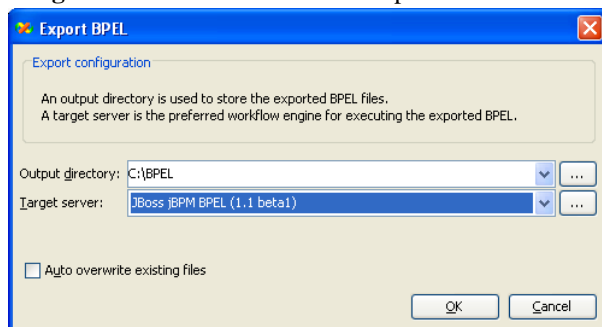 Export BPEL
Export configuration
An output directory is used to store the exported BPEL files.
A target server is the preferred workflow engine for executing the exported BPEL.
Output directory: C:\BPEL ...
Target server: JBoss jBPM BPEL (1.1 beta1) ...
Auto overwrite existing files
OK Cancel